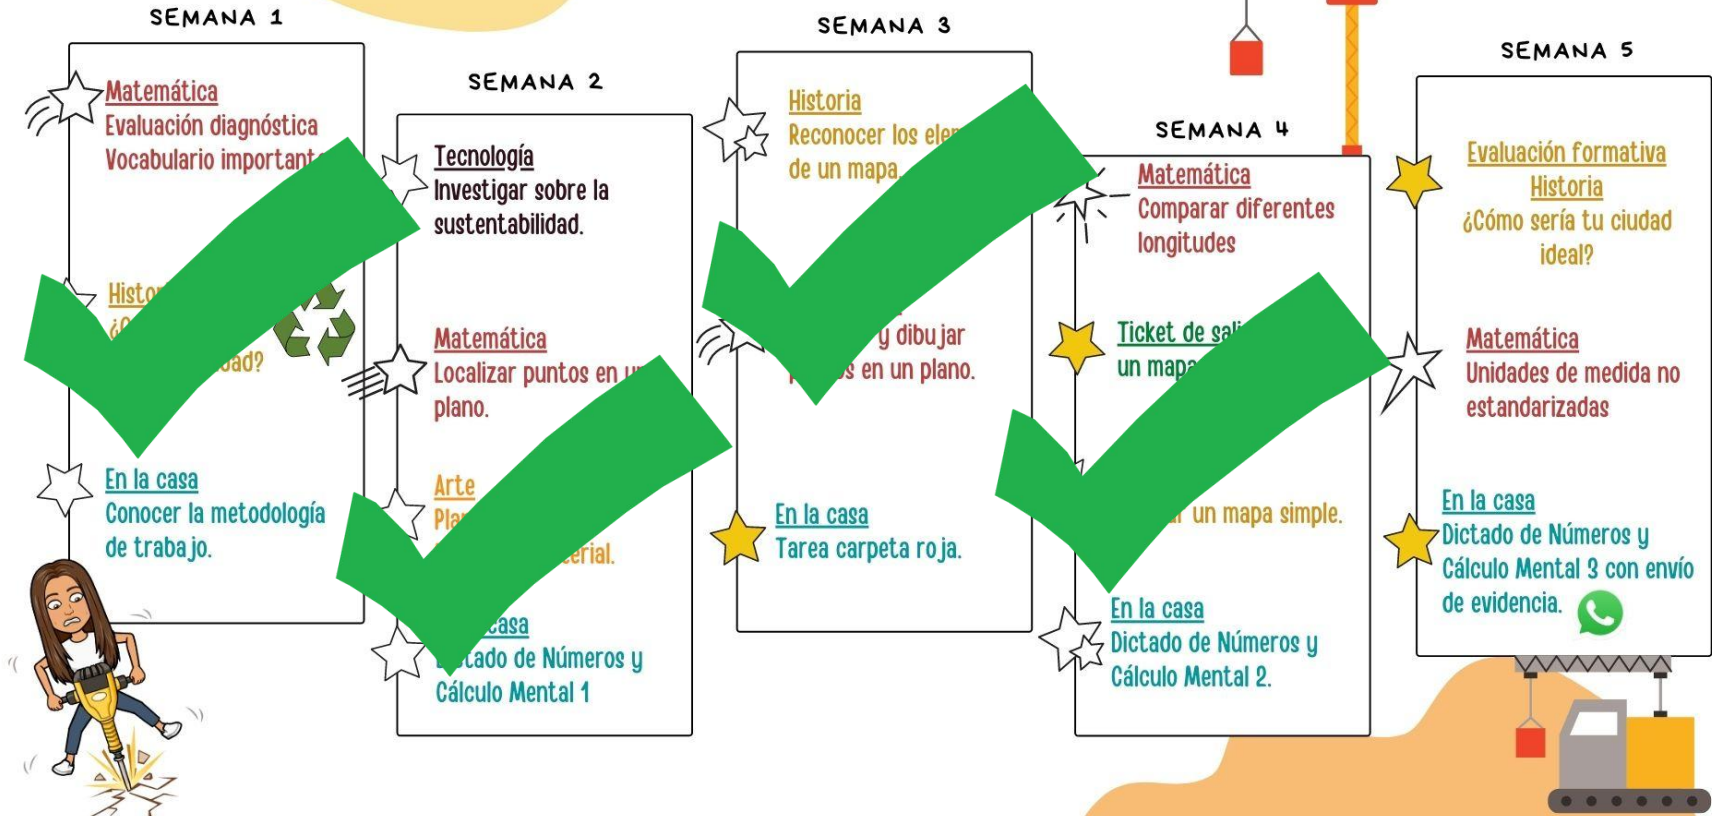 SEMANA 1
Matemática
Evaluación diagnóstica
Vocabulario important
Histo
ad?
En la casa
Conocer la metodología
de trabajo.
SEMANA 2
Tecnología
Investigar sobre la
sustentabilidad.
Matemática
Localizar puntos en un
plano.
Arte
Pla
erial.
casa
Dictado de Números y
Cálculo Mental 1
SEMANA 3
Historia
Reconocer los ele
de un mapa.
y dibujar
en un plano.
En la casa
Tarea carpeta roja.
SEMANA 4
Matemática
Comparar diferentes
longitudes
Ticket de sali
un mapa
un mapa simple.
En la casa
Dictado de Números y
Cálculo Mental 2.
SEMANA 5
Evaluación formativa
Historia
¿Cómo sería tu ciudad
ideal?
Matemática
Unidades de medida no
estandarizadas
En la casa
Dictado de Números y
Cálculo Mental 3 con envío
de evidencia.